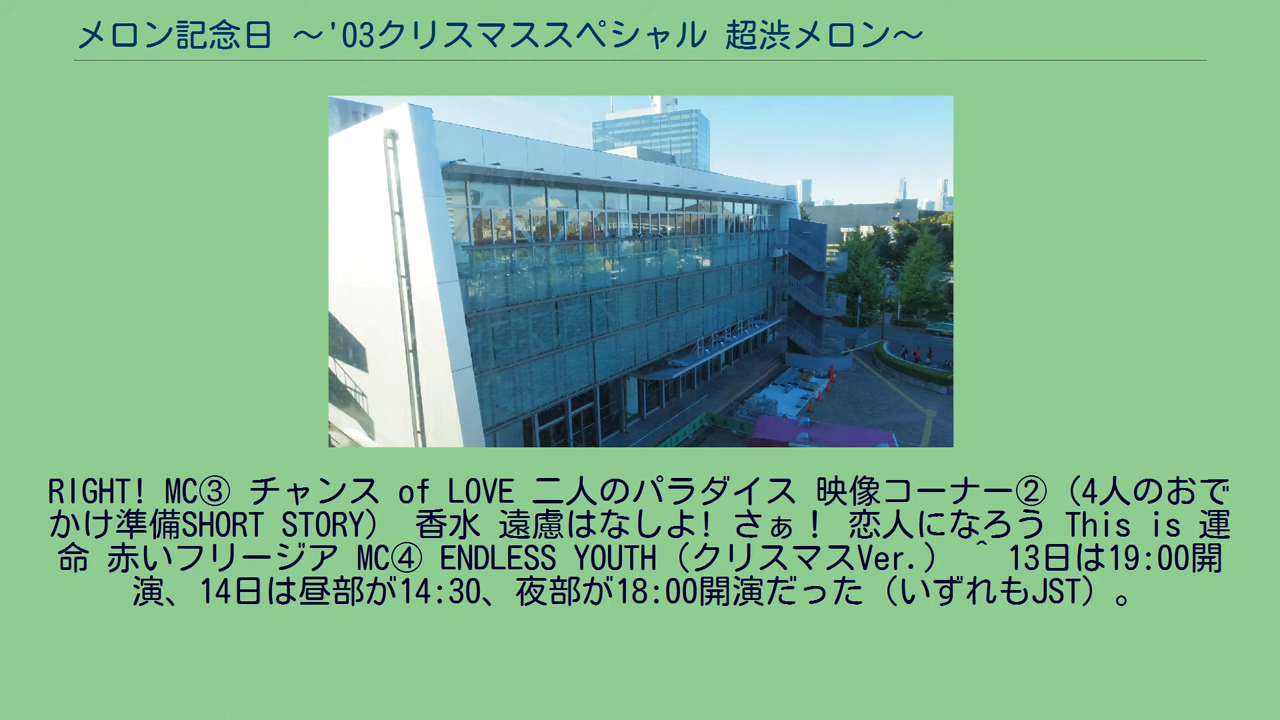 メロン記念日 ～'03クリスマススペシャル 超渋メロン～
RIGHT! MC③ チャンス of LOVE 二人のパラダイス 映像コーナー②（4人のおで
かけ準備SHORT STORY） 香水 遠慮はなしよ! さぁ！ 恋人になろう This is 運
命 赤いフリージア MC④ ENDLESS YOUTH（クリスマスVer.） ^ 13日は19:00開
演、14日は昼部が14:30、夜部が18:00開演だった（いずれもJST）。